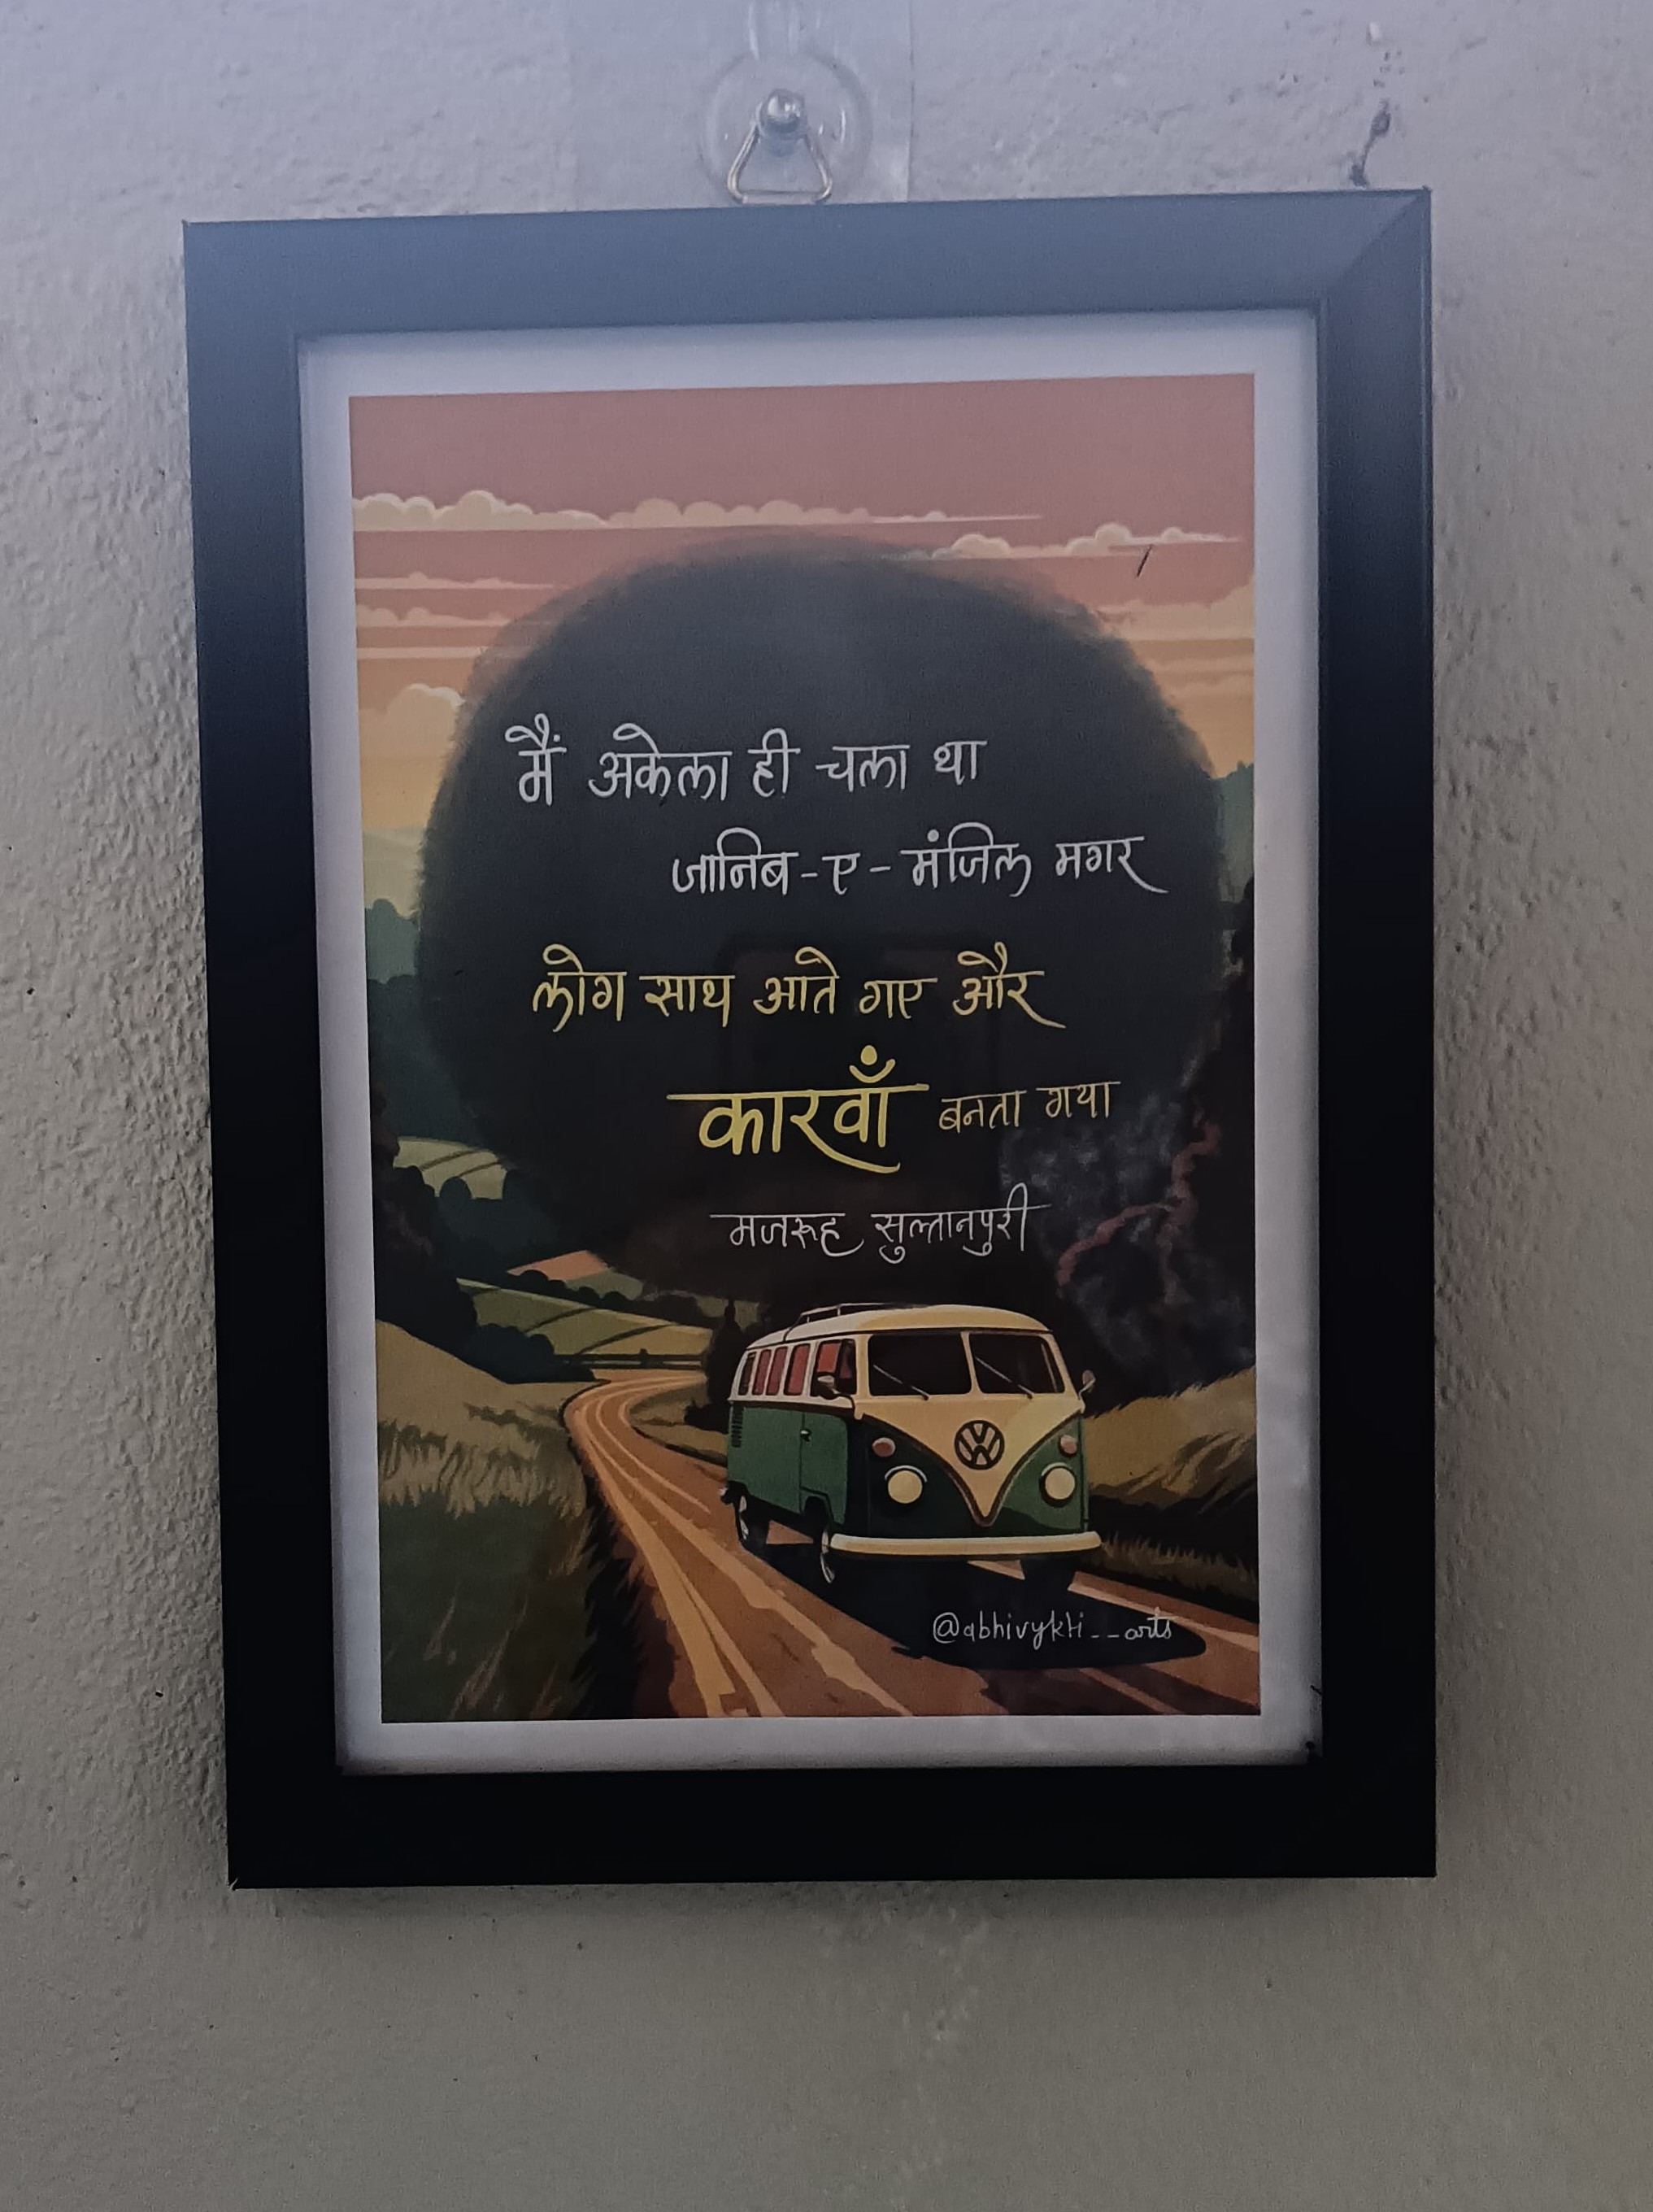 मैं अकेला ही चला था
जानिब-ए-मंजिल मगर
लोग साथ आते गए और
कारवाँ बनता गया
मजरूह सुल्तानपुरी
@abhivykti__arts